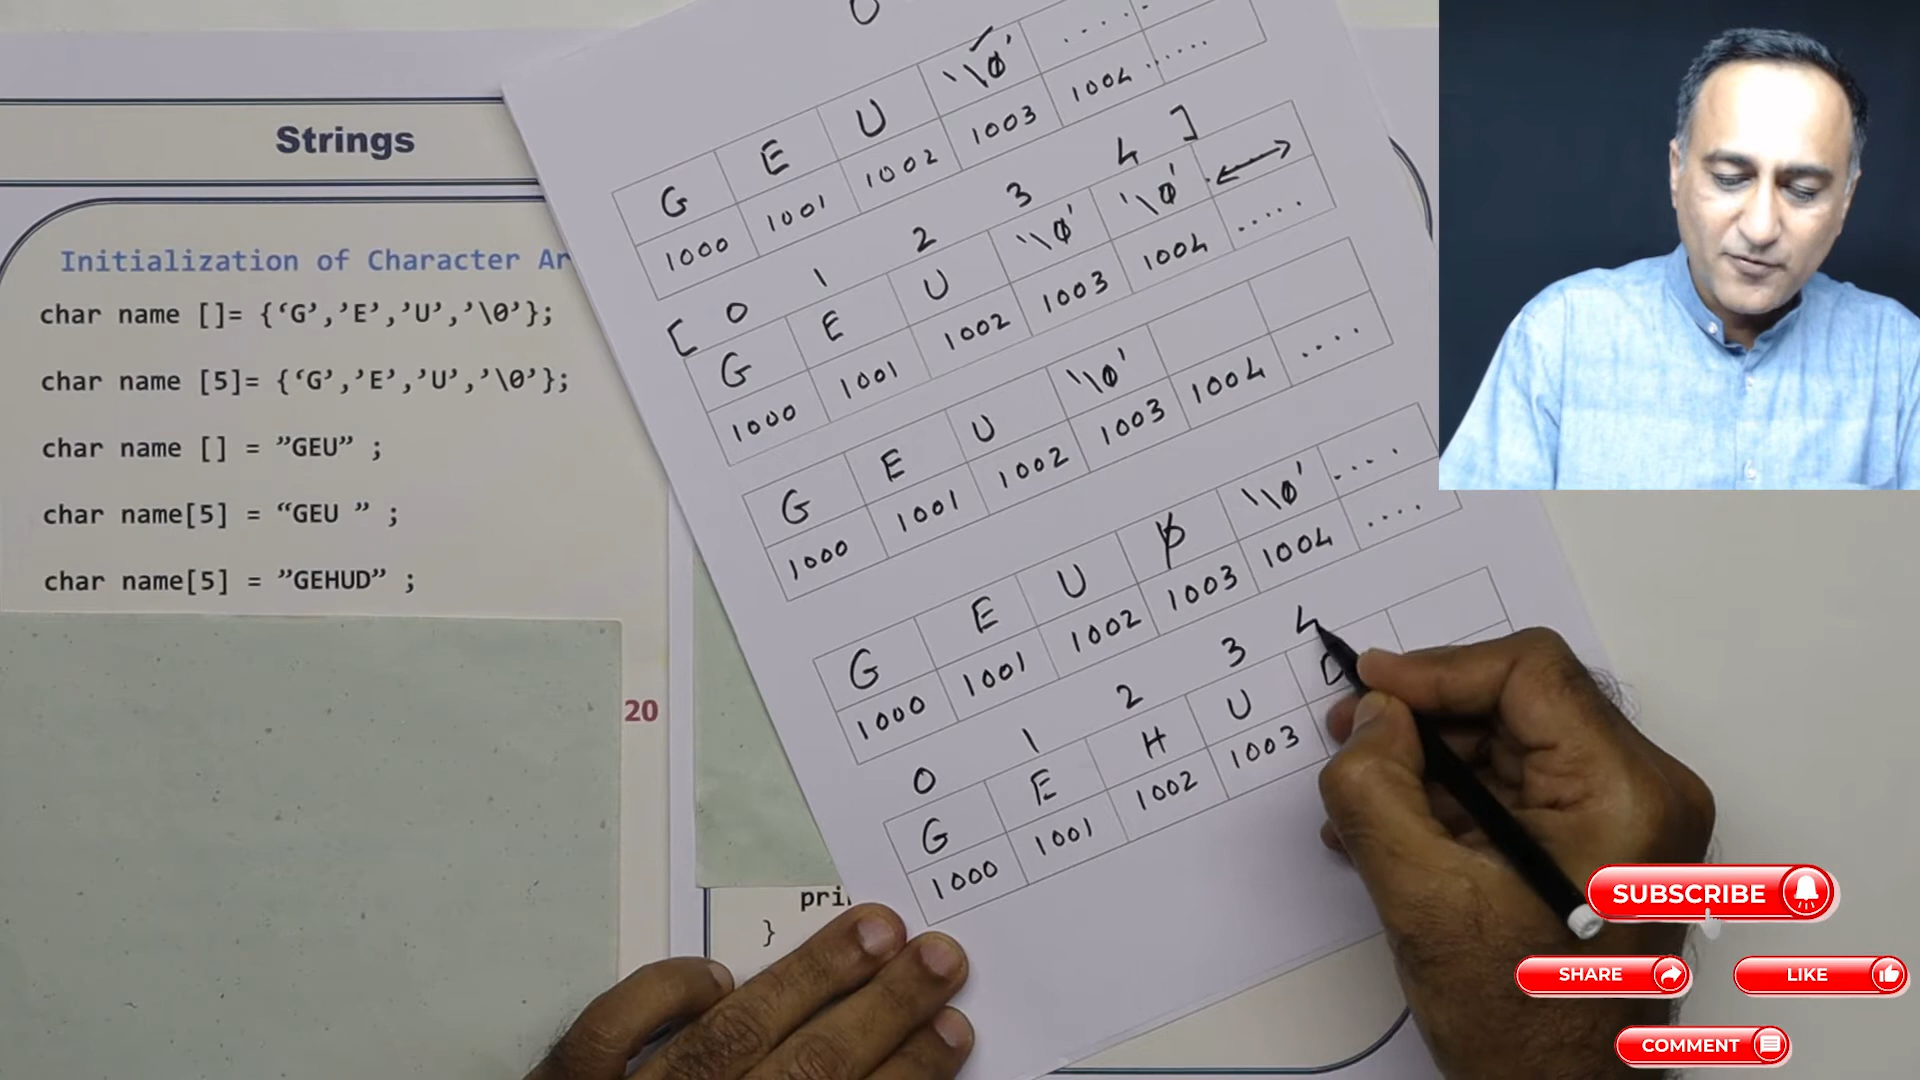 Strings
Initialization of Character Ar
char name []= {‘G’,’E’,’U’,’\0’};
char name [5]= {‘G’,’E’,’U’,’\0’};
char name [] = ”GEU” ;
char name[5] = “GEU ” ;
char name[5] = ”GEHUD” ;
20
}
0
G E U '\0' ....
1000 1001 1002 1003 1004 .....
[ 0 1 2 3 4 ]
G E U '\0' '\0'
1000 1001 1002 1003 1004 .....
G E U '\0'
1000 1001 1002 1003 1004 ....
G E U ƀ '\0' ....
1000 1001 1002 1003 1004 ....
0 1 2 3 4
G E H U D
1000 1001 1002 1003
SUBSCRIBE
SHARE
LIKE
COMMENT